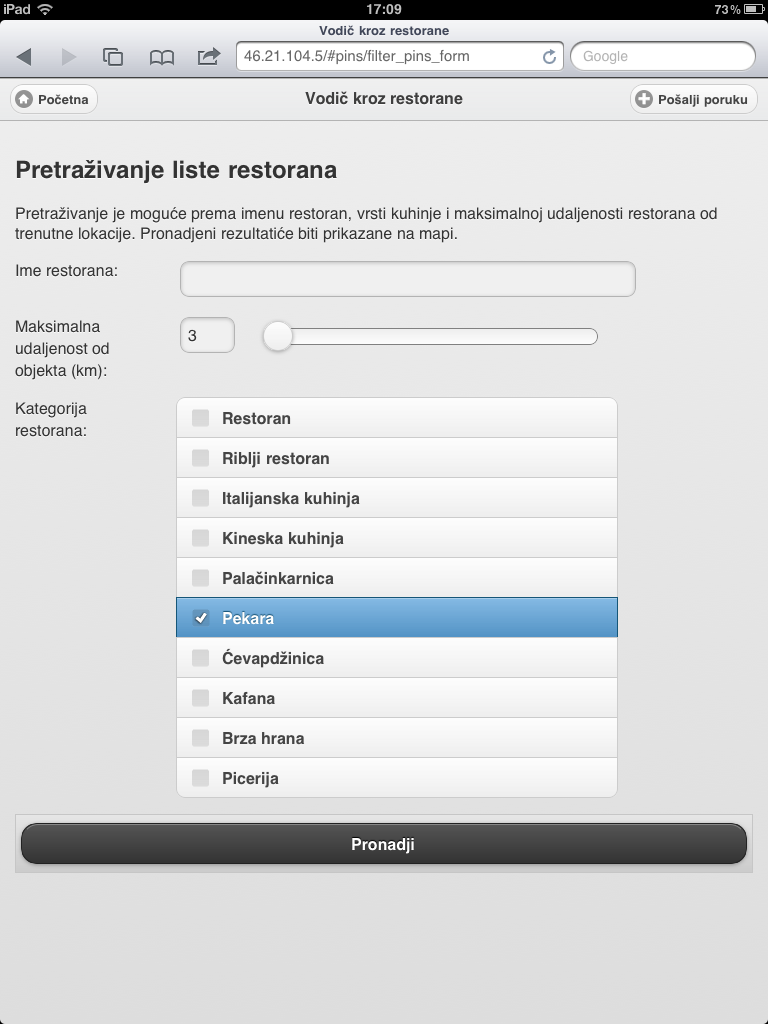 iPad 17:09 73%
Vodič kroz restorane
46.21.104.5/#pins/filter_pins_form Google
Početna Vodič kroz restorane Pošalji poruku
Pretraživanje liste restorana
Pretraživanje je moguće prema imenu restoran, vrsti kuhinje i maksimalnoj udaljenosti restorana od
trenutne lokacije. Pronadjeni rezultatiće biti prikazane na mapi.
Ime restorana:
Maksimalna
udaljenost od
objekta (km):
3
Kategorija
restorana:
Restoran
Riblji restoran
Italijanska kuhinja
Kineska kuhinja
Palačinkarnica
Pekara
Ćevapdžinica
Kafana
Brza hrana
Picerija
Pronadji